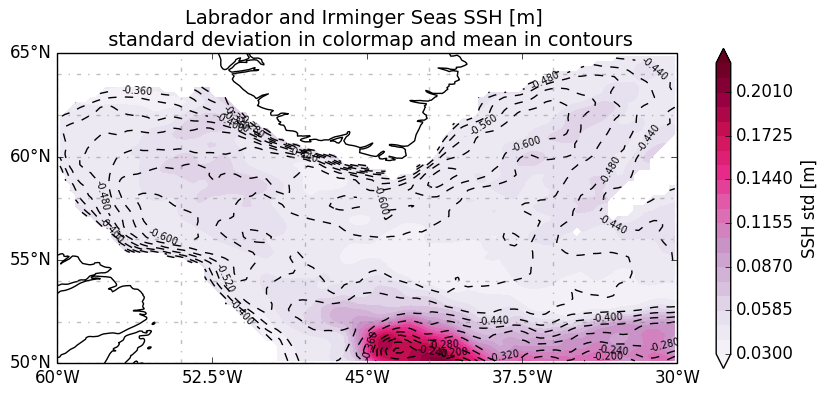 Labrador and Irminger Seas SSH [m]
standard deviation in colormap and mean in contours
65°N
60°N
55°N
50°N
60°W
52.5°W
45°W
37.5°W
30°W
-0.360
-0.400
-0.480
-0.400
-0.600
-0.520
-0.400
-0.600
-0.480
-0.560
-0.600
-0.440
-0.440
-0.480
-0.440
-0.440
-0.400
-0.280
-0.200
-0.320
-0.240
-0.200
-0.280
0.2010
0.1725
0.1440
0.1155
0.0870
0.0585
0.0300
SSH std [m]